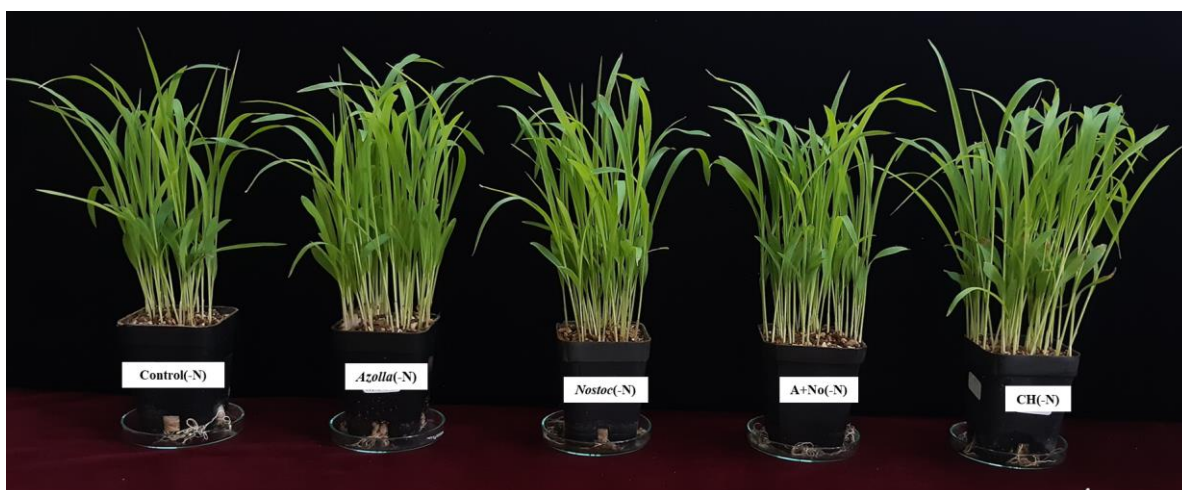 Control(-N)
Azolla(-N)
Nostoc(-N)
A+No(-N)
CH(-N)